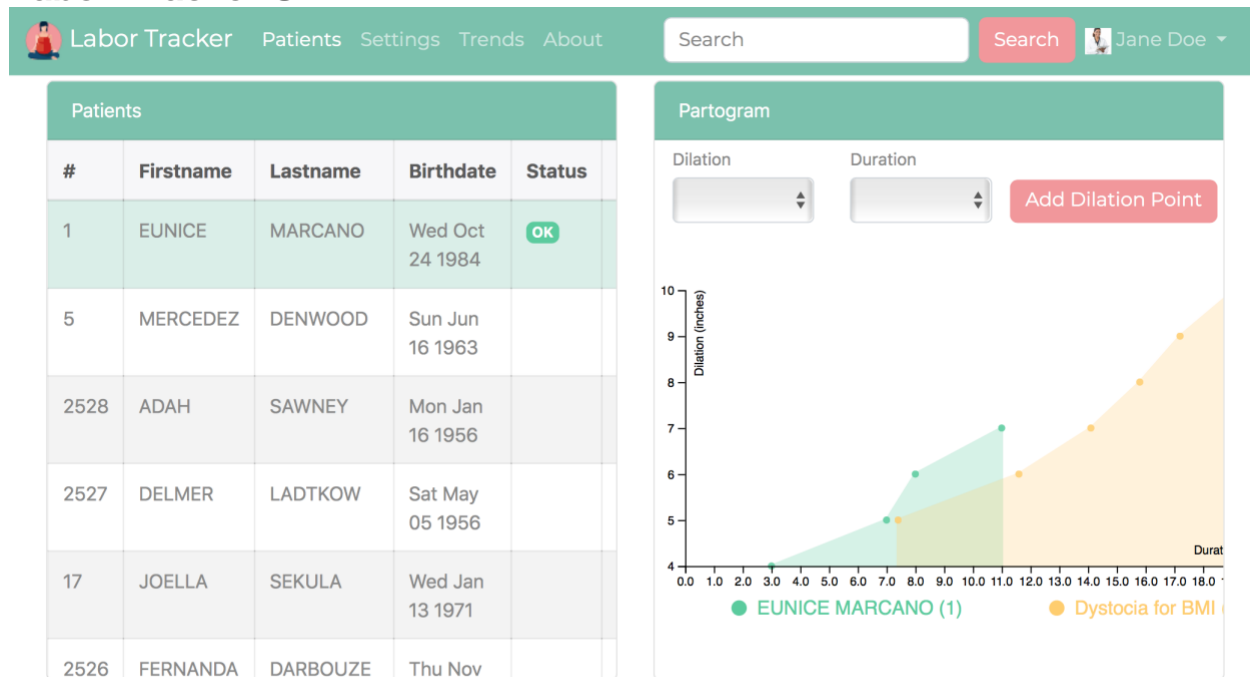 Labor Tracker Patients Settings Trends About Search Search Jane Doe
Patients
# Firstname Lastname Birthdate Status
1 EUNICE MARCANO Wed Oct 24 1984 OK
5 MERCEDEZ DENWOOD Sun Jun 16 1963
2528 ADAH SAWNEY Mon Jan 16 1956
2527 DELMER LADTKOW Sat May 05 1956
17 JOELLA SEKULA Wed Jan 13 1971
2526 FERNANDA DARBOUZE Thu Nov
Partogram
Dilation Duration
Add Dilation Point
Dilation (inches)
10
9
8
7
6
5
4
Durat
0.0 1.0 2.0 3.0 4.0 5.0 6.0 7.0 8.0 9.0 10.0 11.0 12.0 13.0 14.0 15.0 16.0 17.0 18.0
EUNICE MARCANO (1) Dystocia for BMI